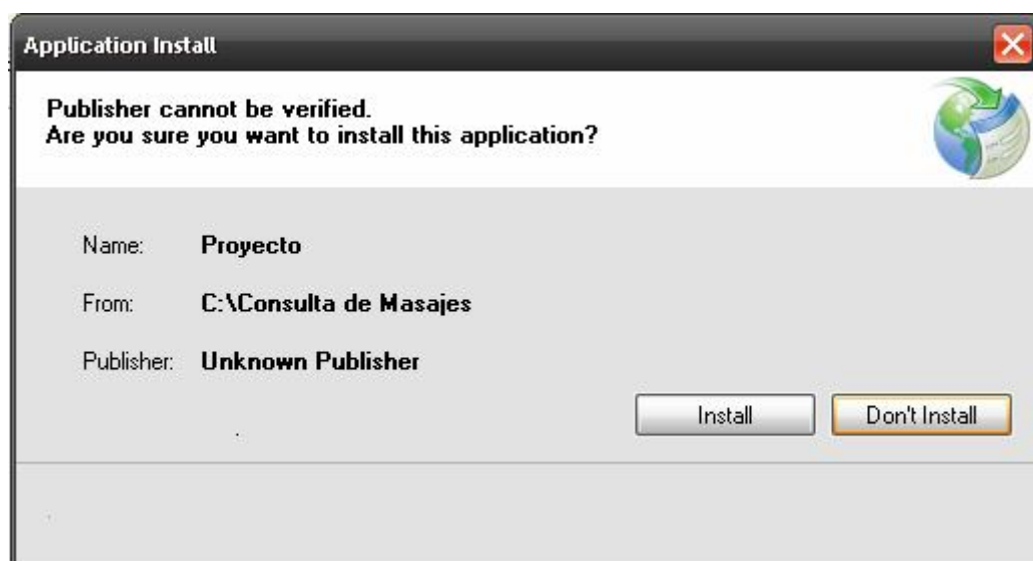 Application Install
Publisher cannot be verified.
Are you sure you want to install this application?
Name: Proyecto
From: C:\Consulta de Masajes
Publisher: Unknown Publisher
Install Don't Install